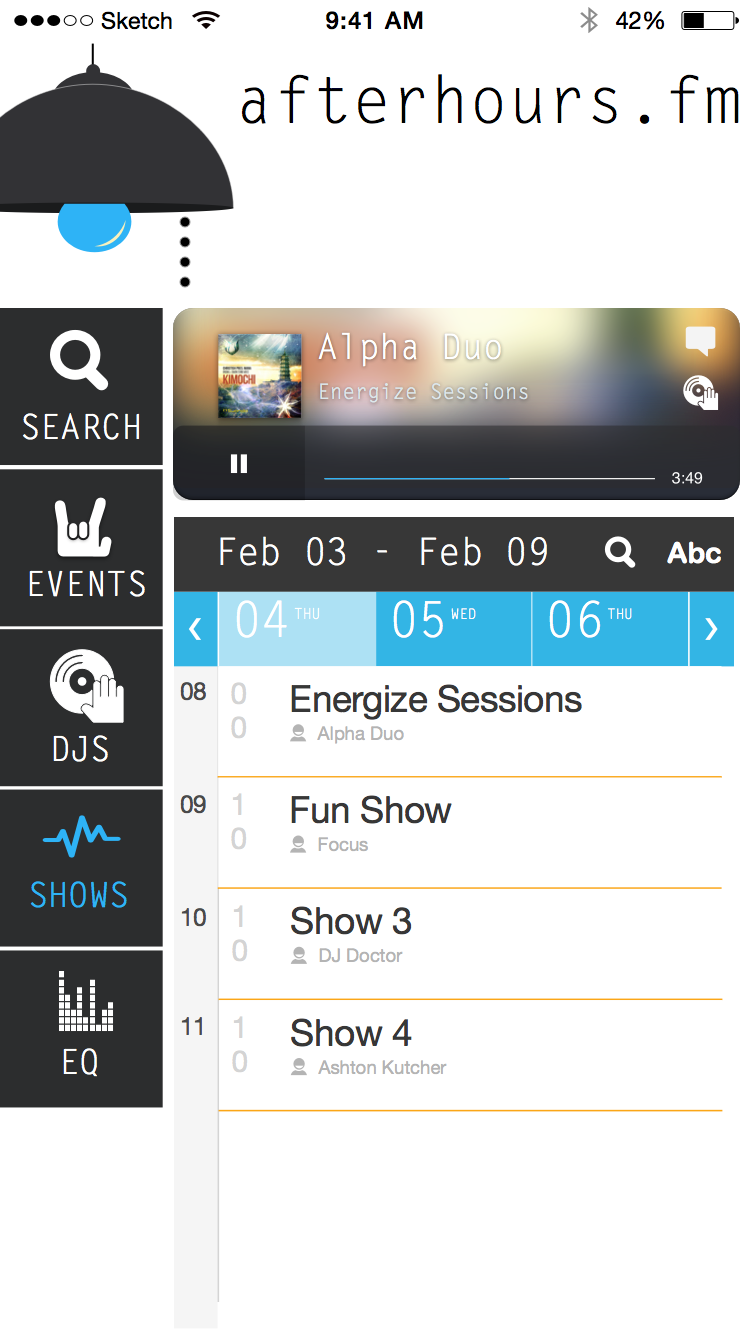 Sketch
9:41 AM
42%
afterhours.fm
SEARCH
EVENTS
DJS
SHOWS
EQ
Alpha Duo
Energize Sessions
KIMOCHI
3:49
Feb 03 - Feb 09
Abc
04 THU
05 WED
06 THU
08
0
0
Energize Sessions
Alpha Duo
09
1
0
Fun Show
Focus
10
1
0
Show 3
DJ Doctor
11
1
0
Show 4
Ashton Kutcher